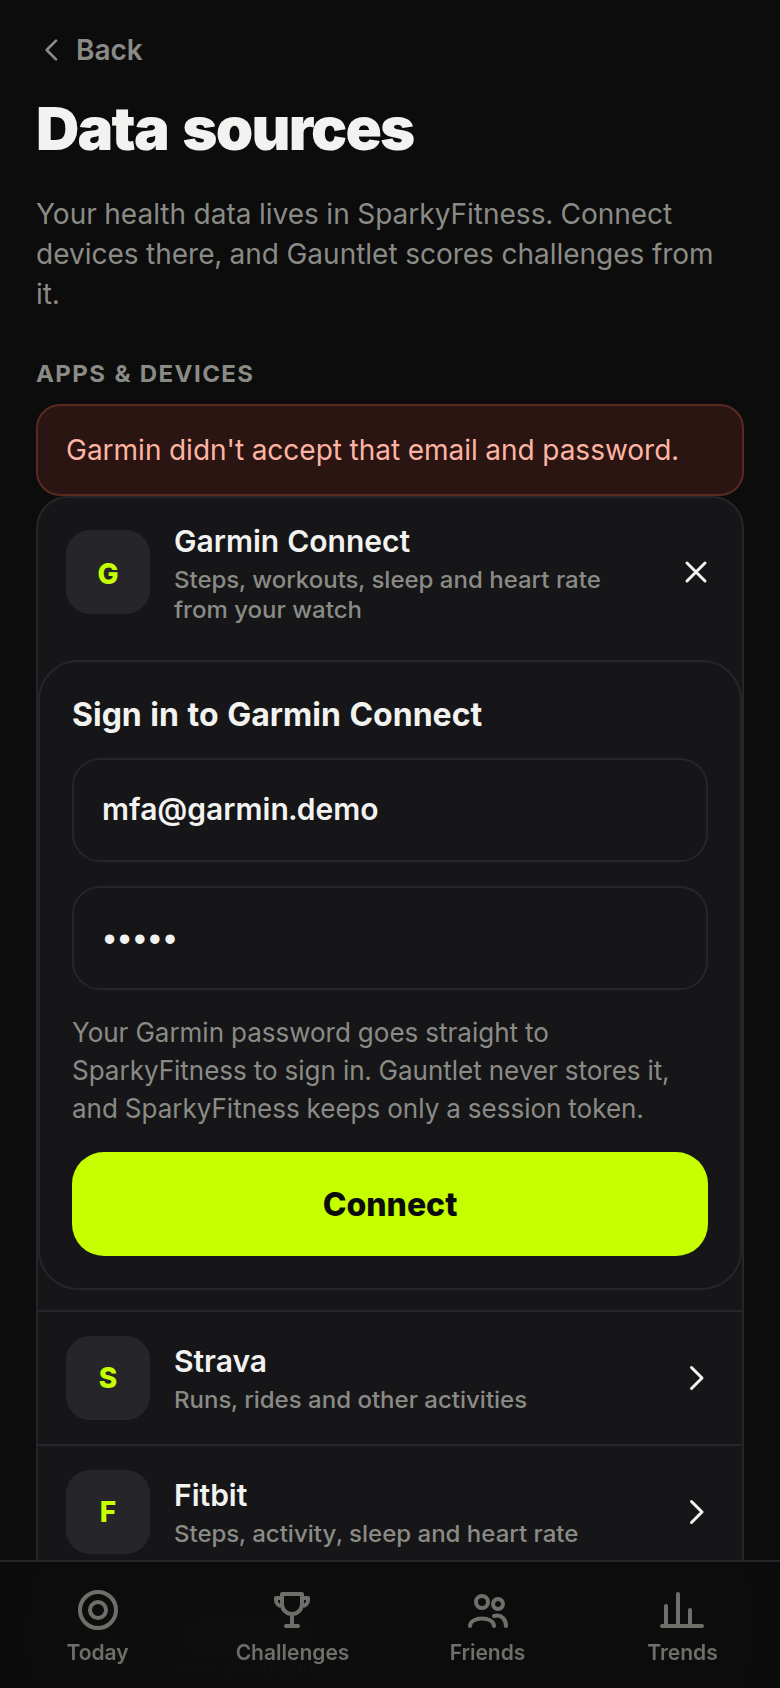 Back
Data sources
Your health data lives in SparkyFitness. Connect
devices there, and Gauntlet scores challenges from
it.
APPS & DEVICES
Garmin didn't accept that email and password.
G
Garmin Connect
Steps, workouts, sleep and heart rate
from your watch
Sign in to Garmin Connect
mfa@garmin.demo
•••••
Your Garmin password goes straight to
SparkyFitness to sign in. Gauntlet never stores it,
and SparkyFitness keeps only a session token.
Connect
S
Strava
Runs, rides and other activities
F
Fitbit
Steps, activity, sleep and heart rate
Today
Challenges
Friends
Trends